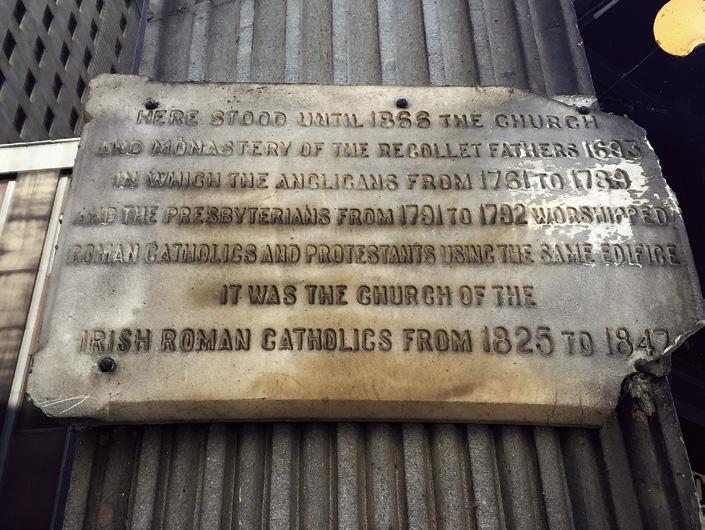 HERE STOOD UNTIL 1866 THE CHURCH
AND MONASTERY OF THE RECOLLET FATHERS 1693
IN WHICH THE ANGLICANS FROM 1761 TO 1789
AND THE PRESBYTERIANS FROM 1791 TO 1792 WORSHIPPED
ROMAN CATHOLICS AND PROTESTANTS USING THE SAME EDIFICE
IT WAS THE CHURCH OF THE
IRISH ROMAN CATHOLICS FROM 1825 TO 1847